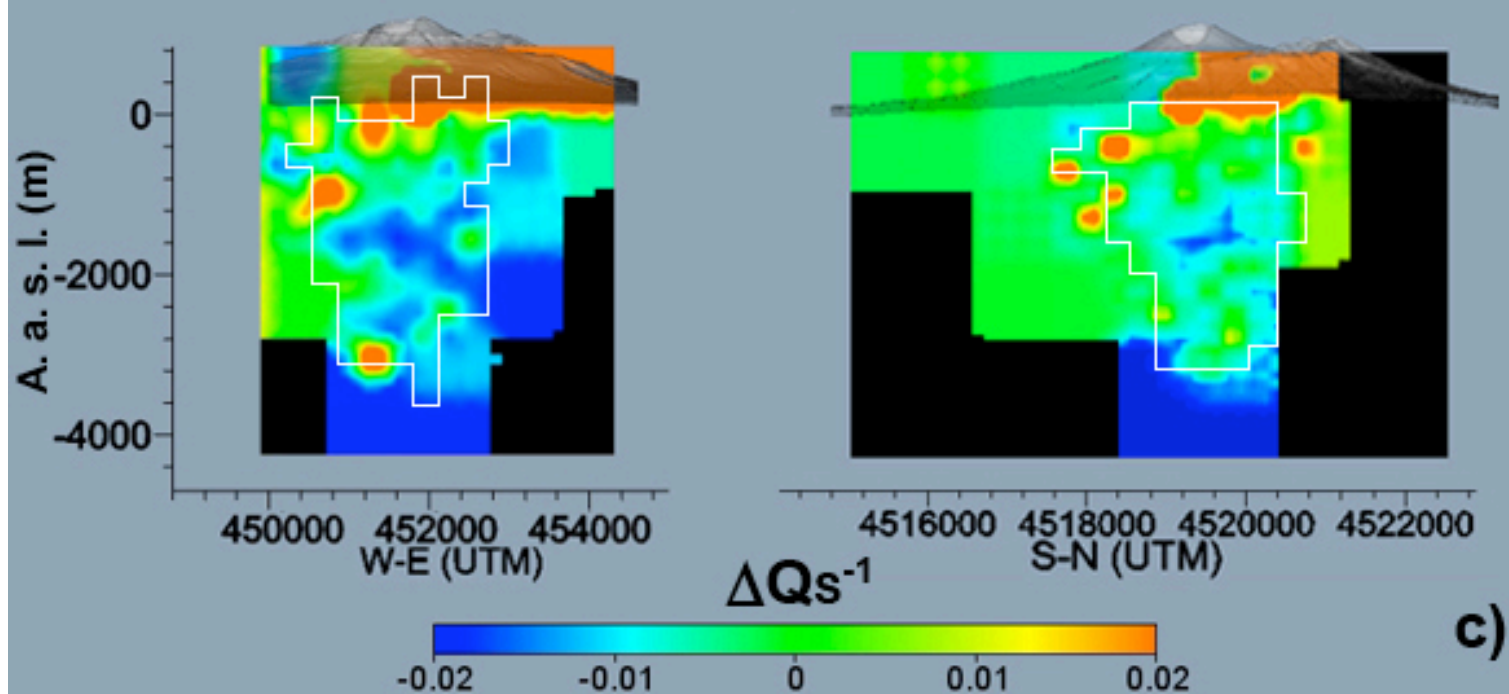 A. a. s. l. (m)
0
-2000
-4000
450000 452000 454000
W-E (UTM)
4516000 4518000 4520000 4522000
S-N (UTM)
ΔQs⁻¹
c)
-0.02 -0.01 0 0.01 0.02